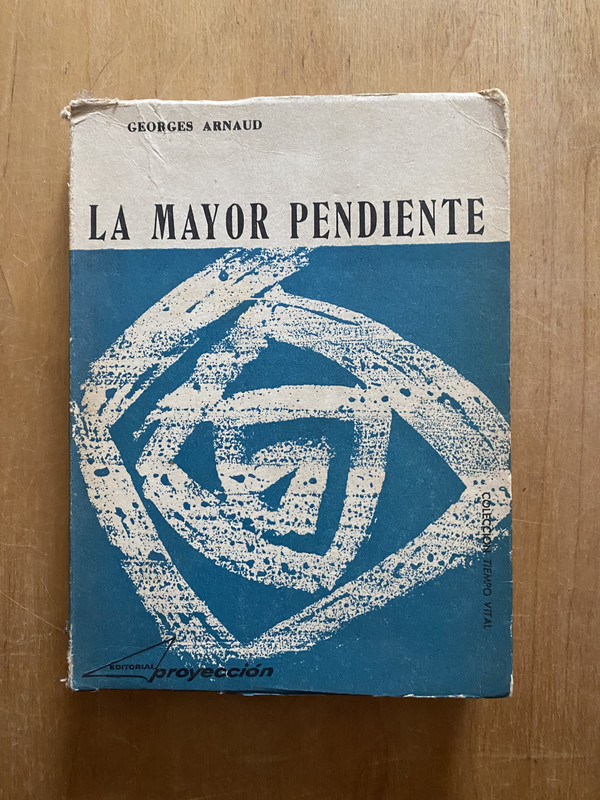 GEORGES ARNAUD
LA MAYOR PENDIENTE
COLECCIÓN TIEMPO VITAL
EDITORIAL
proyección